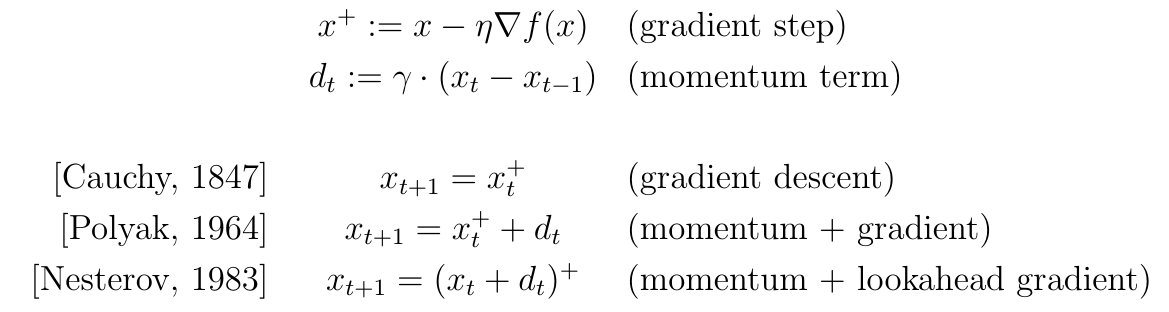 x⁺ := x − η∇f(x) (gradient step)
dₜ := γ · (xₜ − xₜ₋₁) (momentum term)
[Cauchy, 1847] xₜ₊₁ = xₜ⁺ (gradient descent)
[Polyak, 1964] xₜ₊₁ = xₜ⁺ + dₜ (momentum + gradient)
[Nesterov, 1983] xₜ₊₁ = (xₜ + dₜ)⁺ (momentum + lookahead gradient)